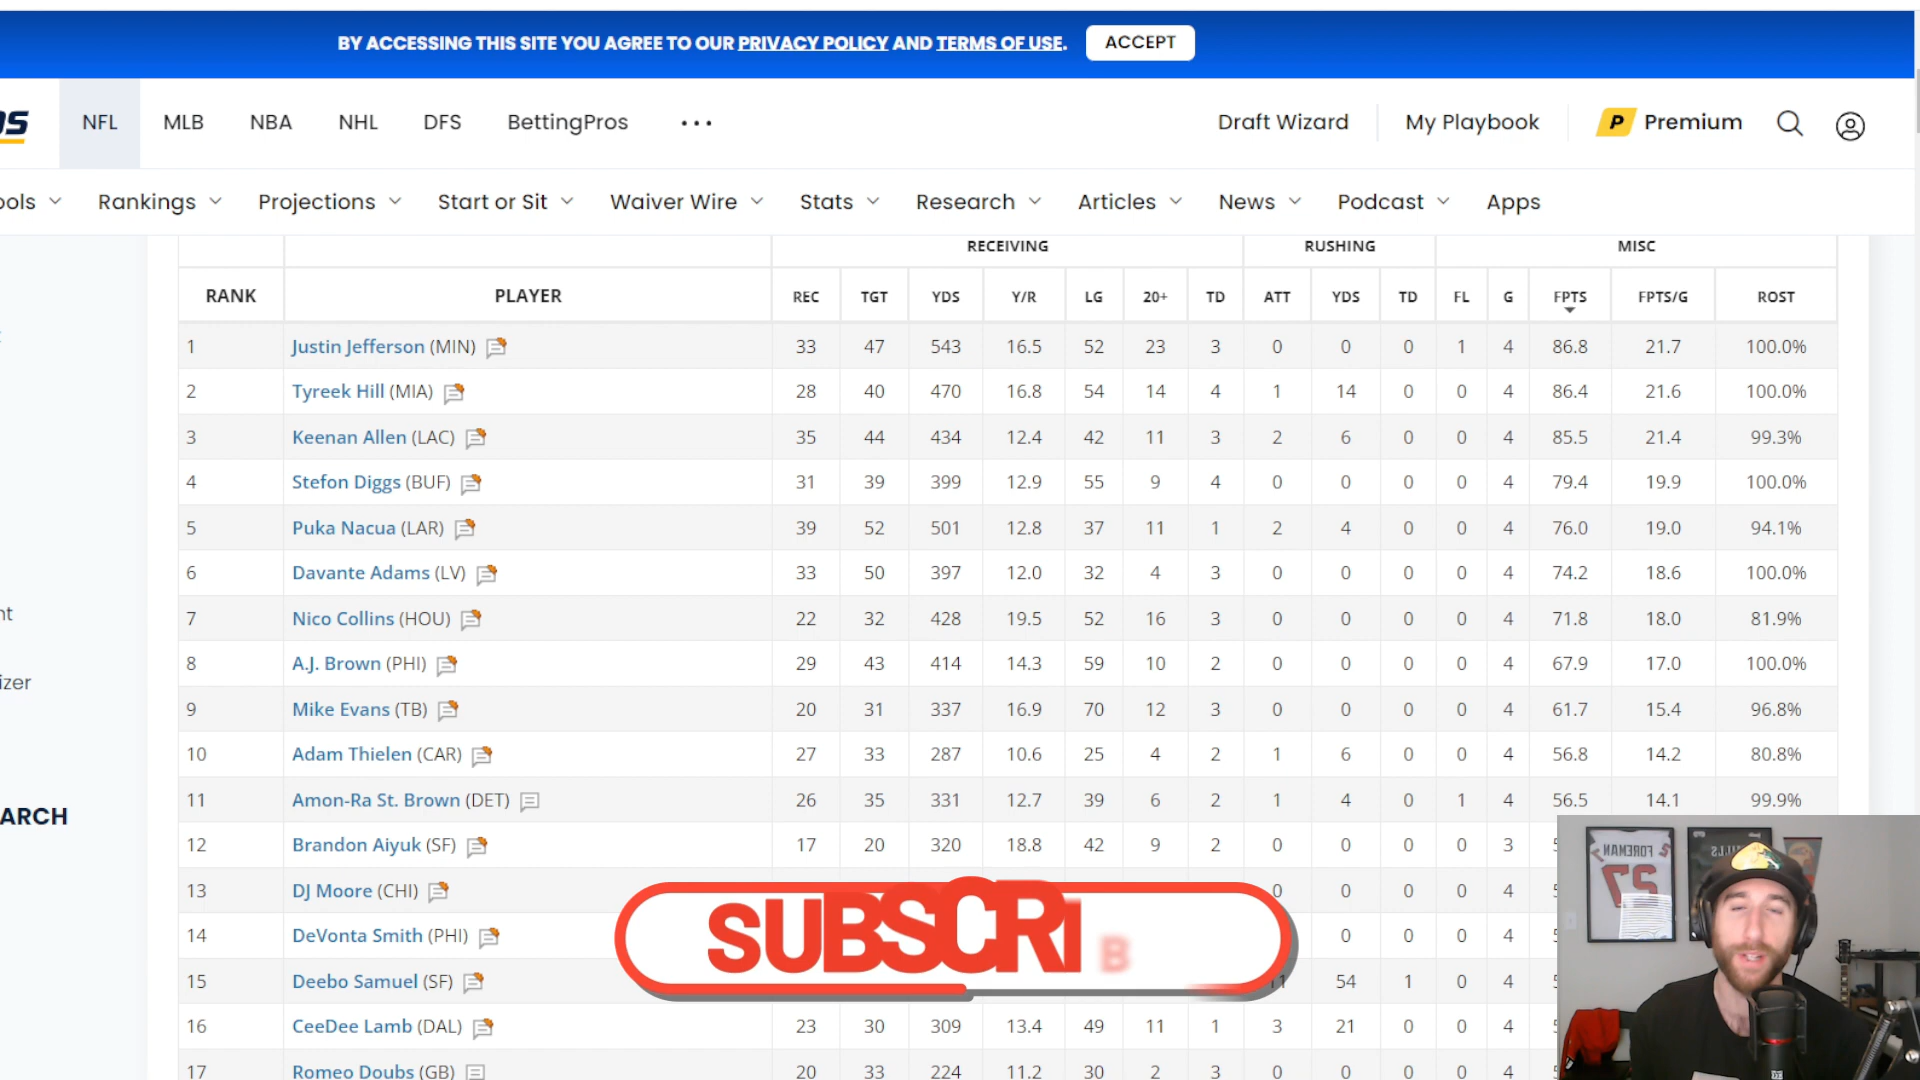 BY ACCESSING THIS SITE YOU AGREE TO OUR PRIVACY POLICY AND TERMS OF USE. ACCEPT
NFL MLB NBA NHL DFS BettingPros ••• Draft Wizard My Playbook P Premium
Rankings Projections Start or Sit Waiver Wire Stats Research Articles News Podcast Apps
RECEIVING RUSHING MISC
RANK PLAYER REC TGT YDS Y/R LG 20+ TD ATT YDS TD FL G FPTS FPTS/G ROST
1 Justin Jefferson (MIN) 33 47 543 16.5 52 23 3 0 0 0 1 4 86.8 21.7 100.0%
2 Tyreek Hill (MIA) 28 40 470 16.8 54 14 4 1 14 0 0 4 86.4 21.6 100.0%
3 Keenan Allen (LAC) 35 44 434 12.4 42 11 3 2 6 0 0 4 85.5 21.4 99.3%
4 Stefon Diggs (BUF) 31 39 399 12.9 55 9 4 0 0 0 0 4 79.4 19.9 100.0%
5 Puka Nacua (LAR) 39 52 501 12.8 37 11 1 2 4 0 0 4 76.0 19.0 94.1%
6 Davante Adams (LV) 33 50 397 12.0 32 4 3 0 0 0 0 4 74.2 18.6 100.0%
7 Nico Collins (HOU) 22 32 428 19.5 52 16 3 0 0 0 0 4 71.8 18.0 81.9%
8 A.J. Brown (PHI) 29 43 414 14.3 59 10 2 0 0 0 0 4 67.9 17.0 100.0%
9 Mike Evans (TB) 20 31 337 16.9 70 12 3 0 0 0 0 4 61.7 15.4 96.8%
10 Adam Thielen (CAR) 27 33 287 10.6 25 4 2 1 6 0 0 4 56.8 14.2 80.8%
11 Amon-Ra St. Brown (DET) 26 35 331 12.7 39 6 2 1 4 0 1 4 56.5 14.1 99.9%
12 Brandon Aiyuk (SF) 17 20 320 18.8 42 9 2 0 0 0 0 3
13 DJ Moore (CHI) 0 0 0 0 4
14 DeVonta Smith (PHI) 0 0 0 4
15 Deebo Samuel (SF) 54 1 0 4
16 CeeDee Lamb (DAL) 23 30 309 13.4 49 11 1 3 21 0 0 4
17 Romeo Doubs (GB) 20 33 224 11.2 30 2 3 0 0 0 0 4
SUBSCRIB
FOREMAN
27